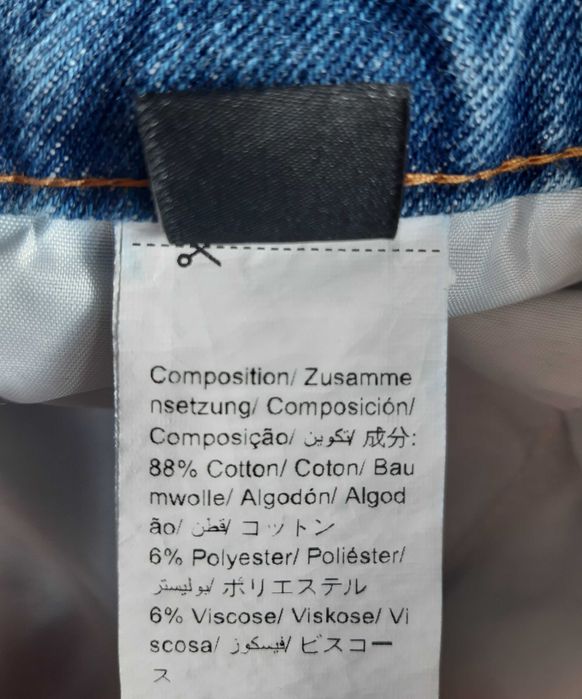 Composition/ Zusamme
nsetzung/ Composición/
Composição/ تكوين/ 成分:
88% Cotton/ Coton/ Bau
mwolle/ Algodón/ Algod
ão/ قطن/ コットン
6% Polyester/ Poliéster/
بوليستر/ ポリエステル
6% Viscose/ Viskose/ Vi
scosa/ فيسكوز/ ビスコー
ス